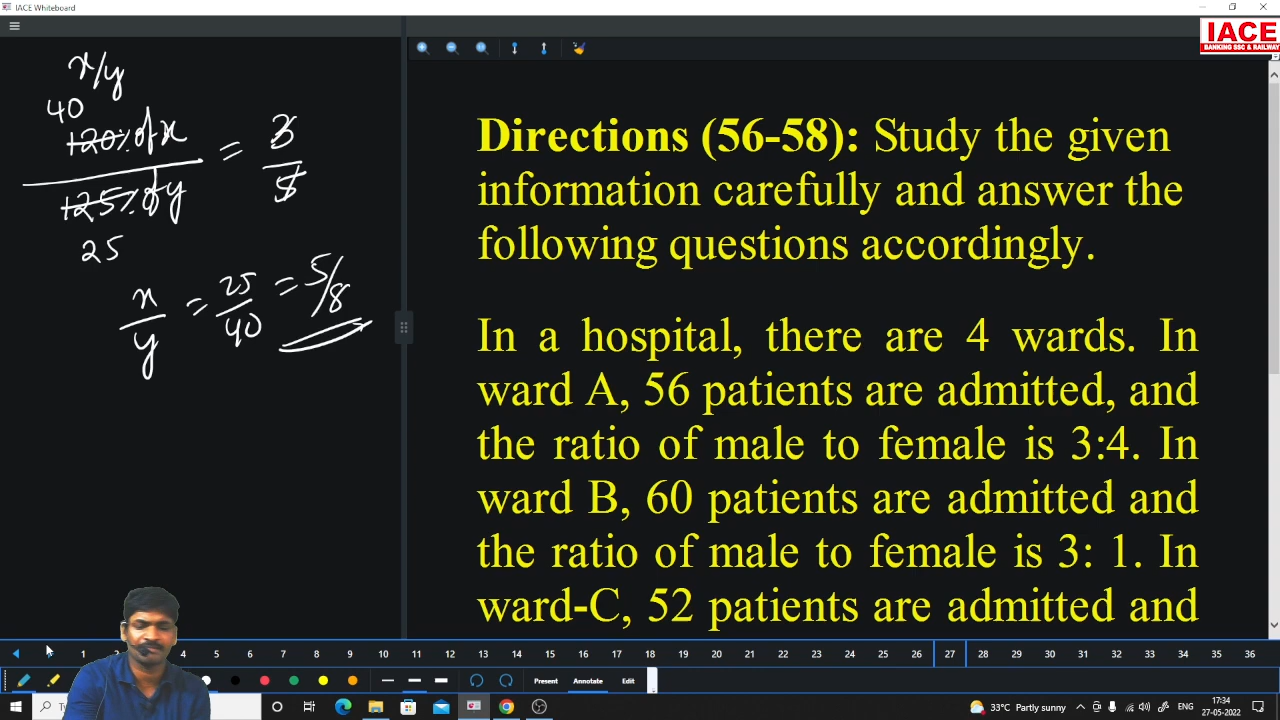 IACE Whiteboard
IACE
BANKING SSC & RAILWAY
x/y
40
120% of x
125% of y
25
= 3/5
x/y = 25/40 = 5/8
Directions (56-58): Study the given
information carefully and answer the
following questions accordingly.
In a hospital, there are 4 wards. In
ward A, 56 patients are admitted, and
the ratio of male to female is 3:4. In
ward B, 60 patients are admitted and
the ratio of male to female is 3: 1. In
ward-C, 52 patients are admitted and
1 4 5 6 7 8 9 10 11 12 13 14 15 16 17 18 19 20 21 22 23 24 25 26 27 28 29 30 31 32 33 34 35 36
Present Annotate Edit
33°C Partly sunny ENG 17:34
27-05-2022